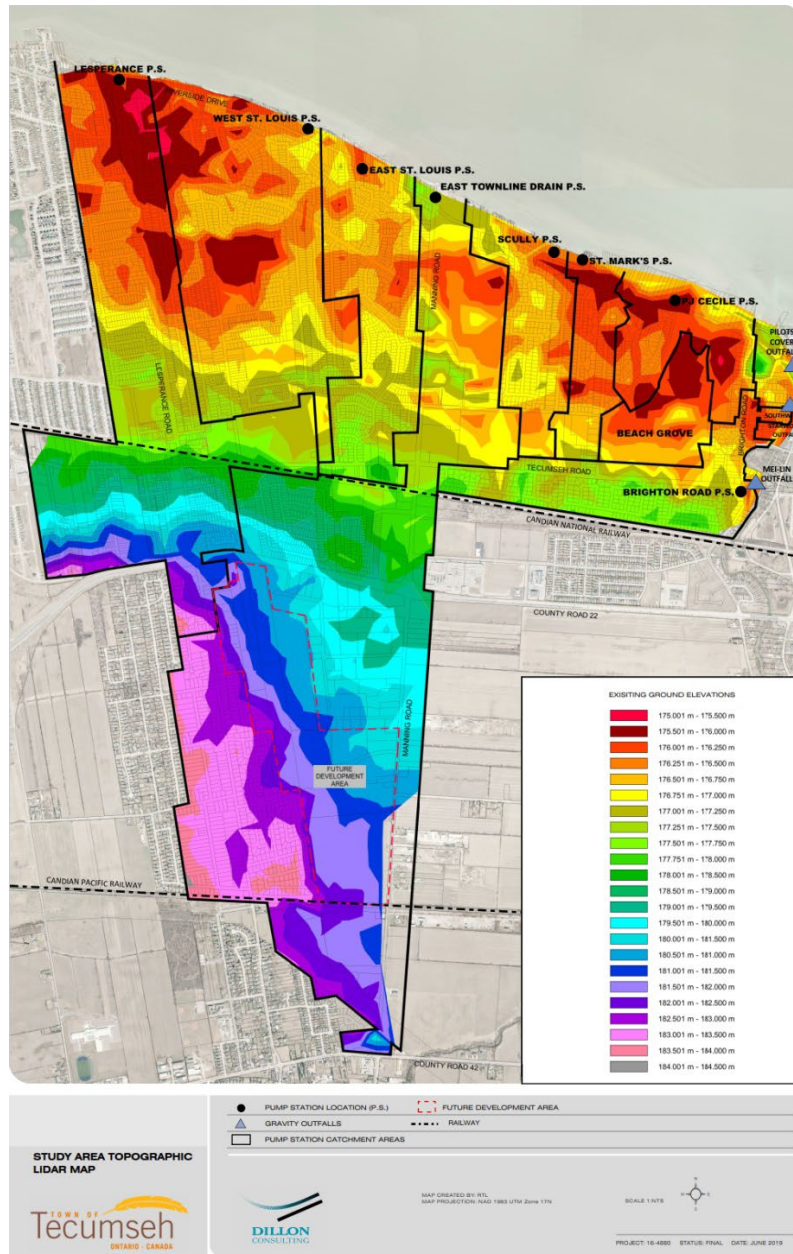 LESPERANCE P.S.
RIVERSIDE DRIVE
WEST ST. LOUIS P.S.
EAST ST. LOUIS P.S.
EAST TOWNLINE DRAIN P.S.
SCULLY P.S.
ST. MARK'S P.S.
MANNING ROAD
PJ CECILE P.S.
PILOTS
COVE
OUTFAL
LESPERANCE ROAD
BRIGHTON ROAD
BEACH GROVE
TECUMSEH ROAD
MEI-LIN
OUTFALL
BRIGHTON ROAD P.S.
CANDIAN NATIONAL RAILWAY
COUNTY ROAD 22
MANNING ROAD
FUTURE
DEVELOPMENT
AREA
CANDIAN PACIFIC RAILWAY
COUNTY ROAD 42
EXISITING GROUND ELEVATIONS
175.001 m - 175.500 m
175.501 m - 176.000 m
176.001 m - 176.250 m
176.251 m - 176.500 m
176.501 m - 176.750 m
176.751 m - 177.000 m
177.001 m - 177.250 m
177.251 m - 177.500 m
177.501 m - 177.750 m
177.751 m - 178.000 m
178.001 m - 178.500 m
178.501 m - 179.000 m
179.001 m - 179.500 m
179.501 m - 180.000 m
180.001 m - 181.500 m
180.501 m - 181.000 m
181.001 m - 181.500 m
181.501 m - 182.000 m
182.001 m - 182.500 m
182.501 m - 183.000 m
183.001 m - 183.500 m
183.501 m - 184.000 m
184.001 m - 184.500 m
PUMP STATION LOCATION (P.S.)
FUTURE DEVELOPMENT AREA
GRAVITY OUTFALLS
RAILWAY
PUMP STATION CATCHMENT AREAS
STUDY AREA TOPOGRAPHIC
LIDAR MAP
TOWN OF
Tecumseh
ONTARIO - CANADA
DILLON
CONSULTING
MAP CREATED BY: RTL
MAP PROJECTION: NAD 1983 UTM Zone 17N
SCALE 1:NTS
PROJECT: 16-4880 STATUS: FINAL DATE: JUNE 2019